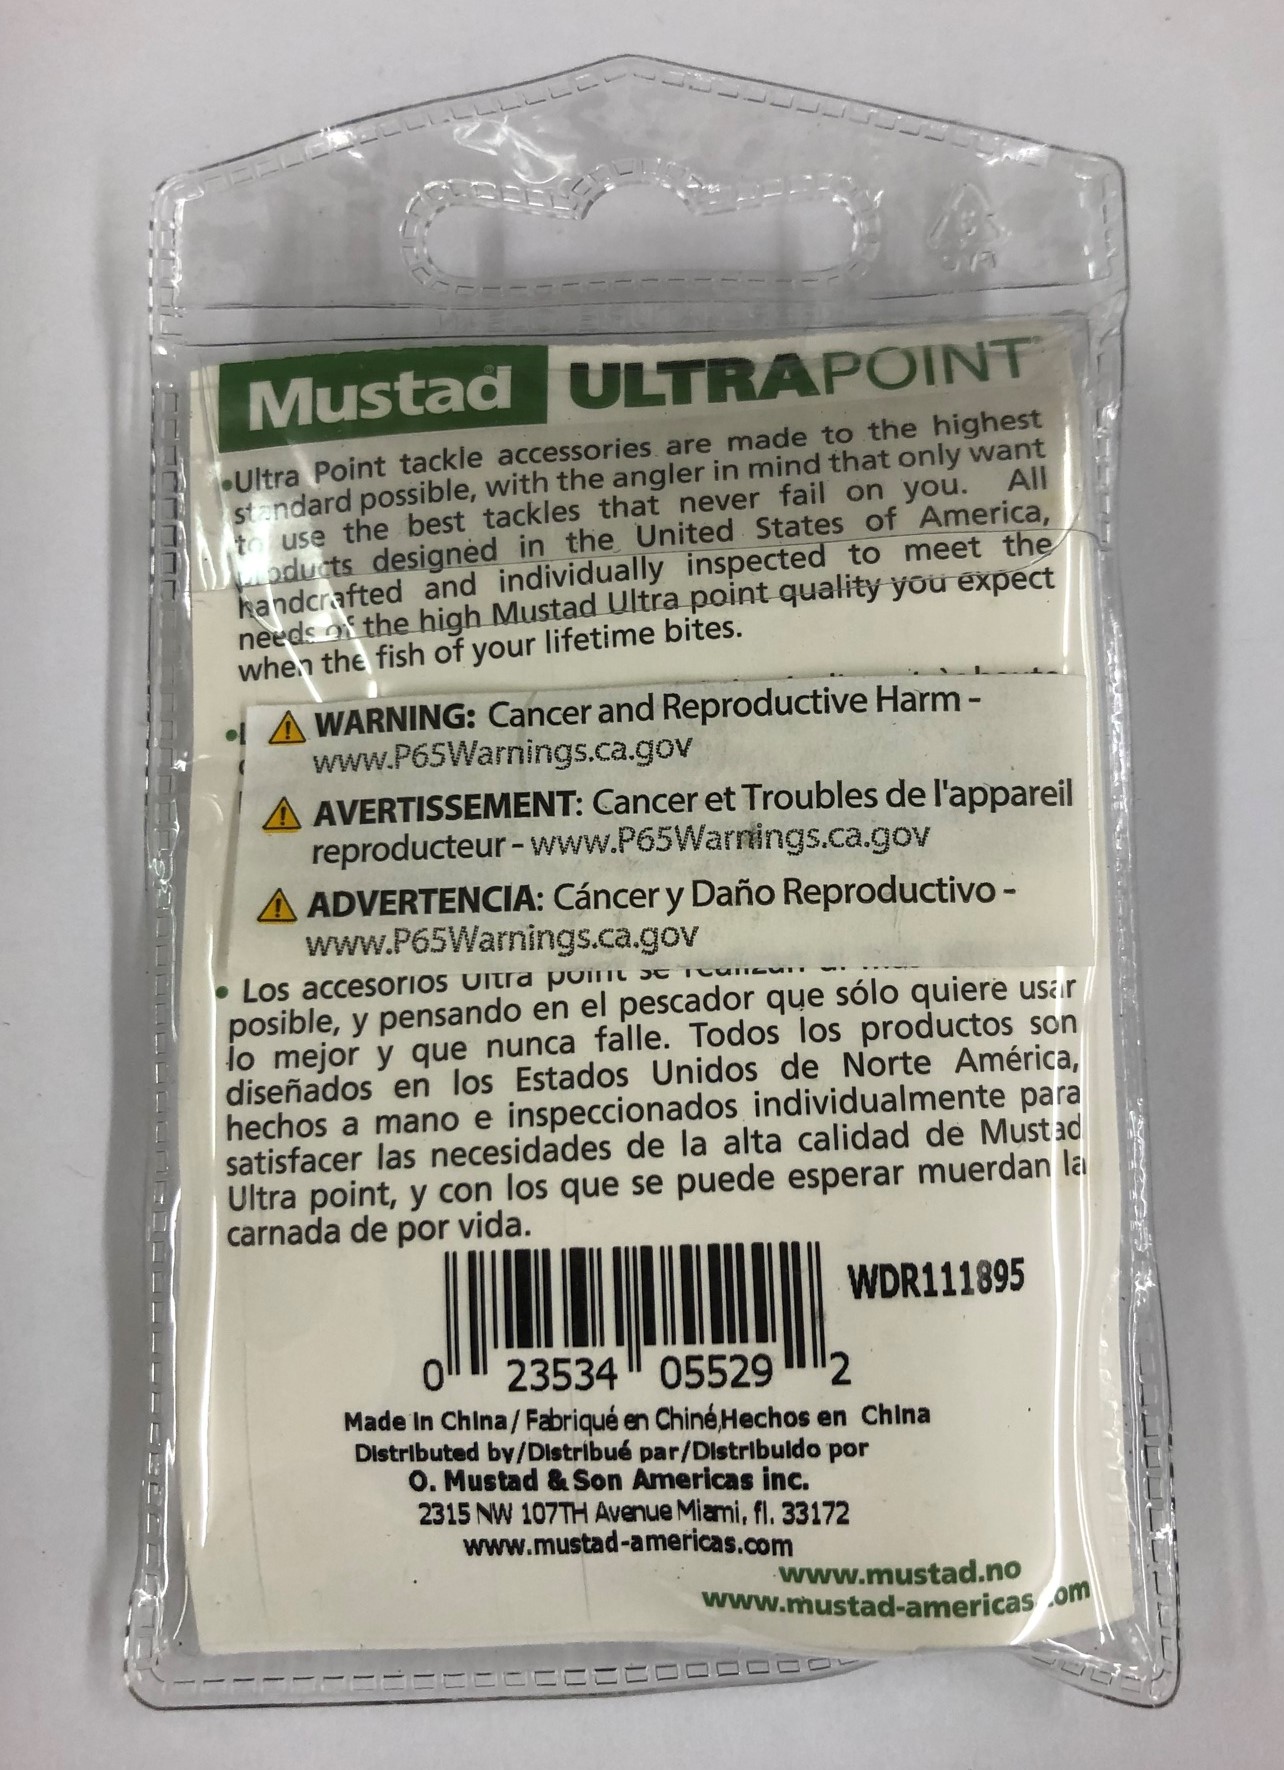 Mustad® ULTRAPOINT
•Ultra Point tackle accessories are made to the highest
standard possible, with the angler in mind that only want
to use the best tackles that never fail on you. All
products designed in the United States of America,
handcrafted and individually inspected to meet the
needs of the high Mustad Ultra point quality you expect
when the fish of your lifetime bites.
WARNING: Cancer and Reproductive Harm -
www.P65Warnings.ca.gov
AVERTISSEMENT: Cancer et Troubles de l'appareil
reproducteur - www.P65Warnings.ca.gov
ADVERTENCIA: Cáncer y Daño Reproductivo -
www.P65Warnings.ca.gov
• Los accesorios Ultra point se realizan
posible, y pensando en el pescador que sólo quiere usar
lo mejor y que nunca falle. Todos los productos son
diseñados en los Estados Unidos de Norte América,
hechos a mano e inspeccionados individualmente para
satisfacer las necesidades de la alta calidad de Mustad
Ultra point, y con los que se puede esperar muerdan la
carnada de por vida.
WDR111895
0 23534 05529 2
Made in China/ Fabriqué en Chiné,Hechos en China
Distributed by/Distribué par/Distribuido por
O. Mustad & Son Americas inc.
2315 NW 107TH Avenue Miami, fl. 33172
www.mustad-americas.com
www.mustad.no
www.mustad-americas.com